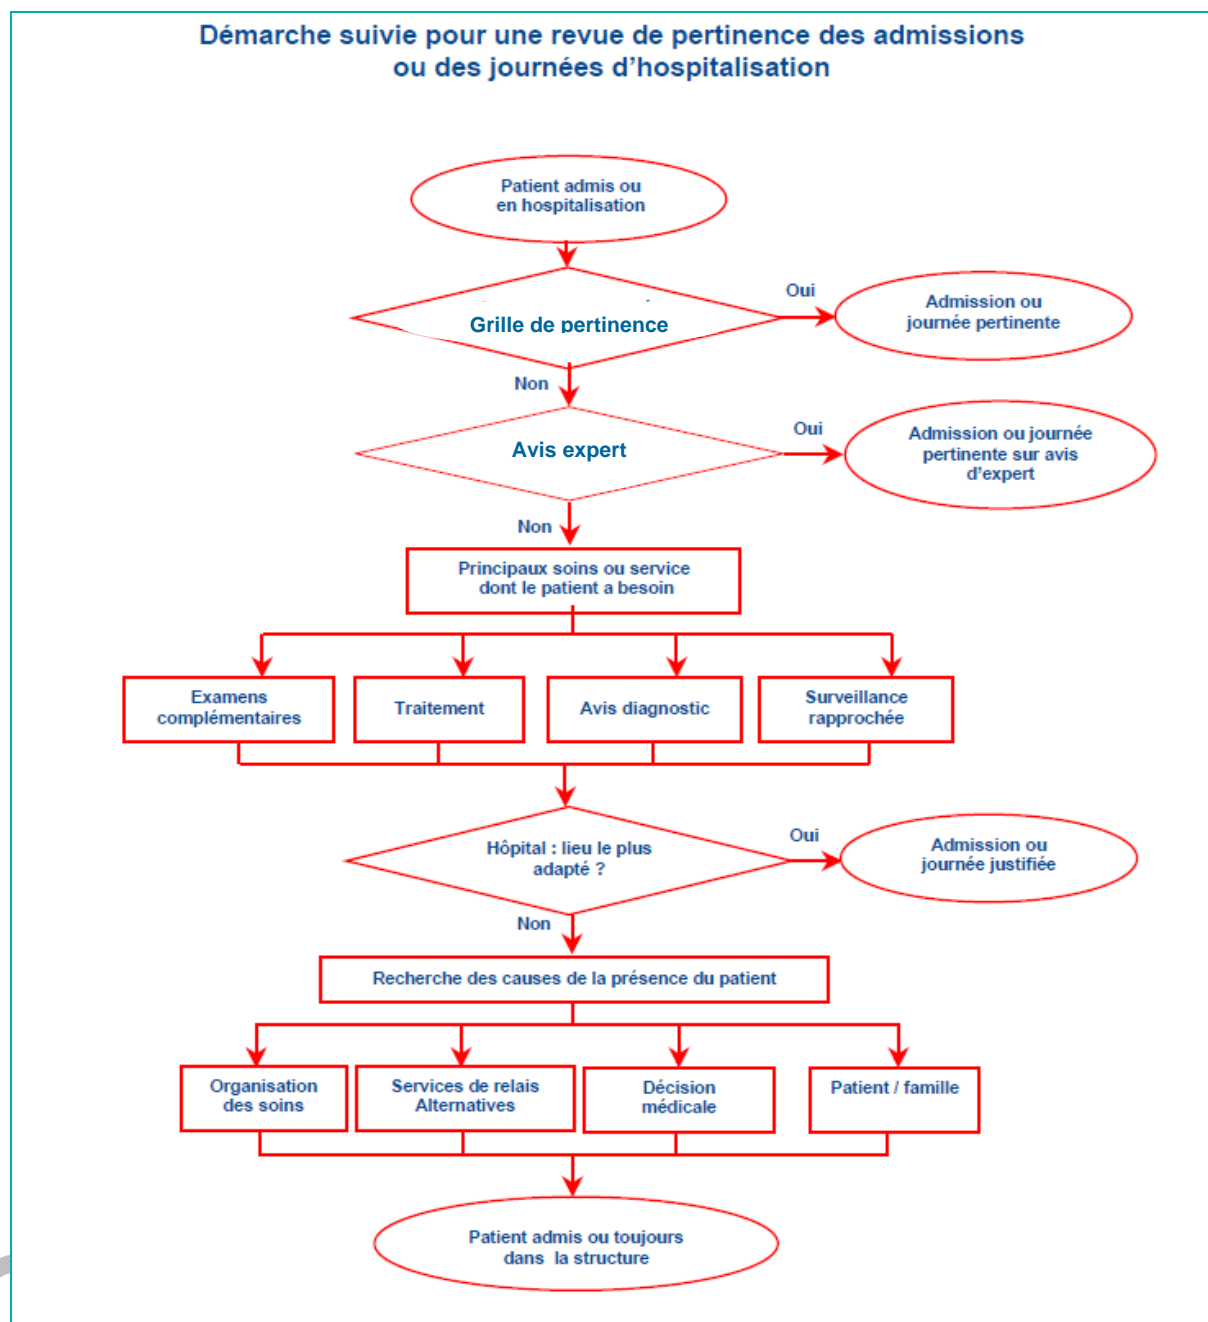 Démarche suivie pour une revue de pertinence des admissions
ou des journées d'hospitalisation
Patient admis ou
en hospitalisation
Grille de pertinence
Oui
Admission ou
journée pertinente
Non
Avis expert
Oui
Admission ou journée
pertinente sur avis
d'expert
Non
Principaux soins ou service
dont le patient a besoin
Examens
complémentaires
Traitement
Avis diagnostic
Surveillance
rapprochée
Hôpital : lieu le plus
adapté ?
Oui
Admission ou
journée justifiée
Non
Recherche des causes de la présence du patient
Organisation
des soins
Services de relais
Alternatives
Décision
médicale
Patient / famille
Patient admis ou toujours
dans la structure